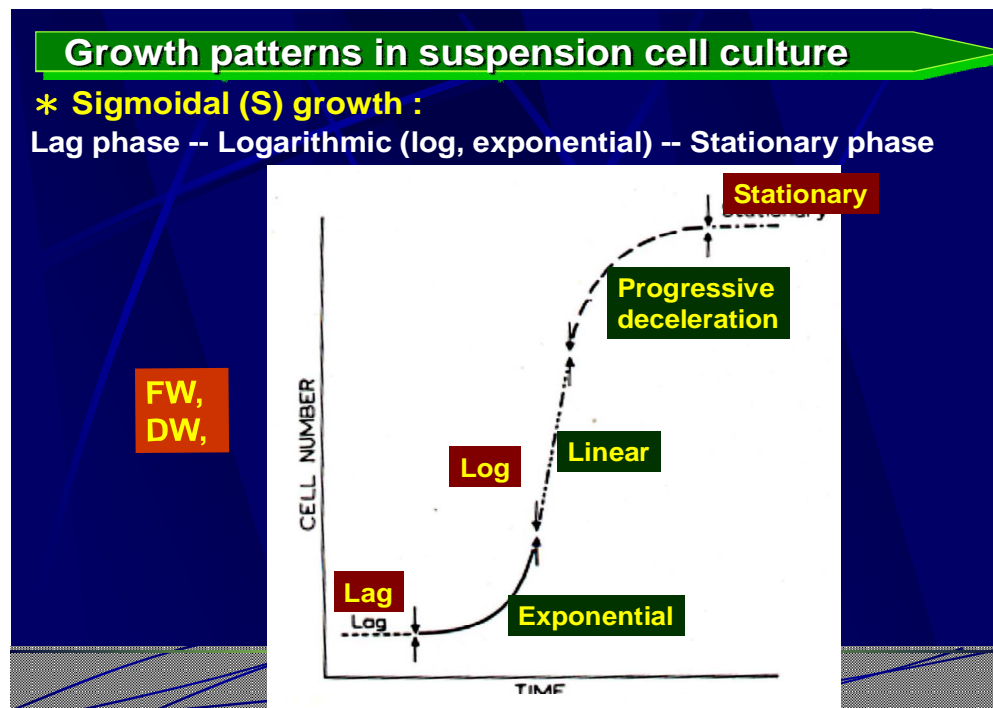 Growth patterns in suspension cell culture
* Sigmoidal (S) growth :
Lag phase -- Logarithmic (log, exponential) -- Stationary phase
Stationary
Stationary
Progressive
deceleration
FW,
DW,
CELL NUMBER
Log
Linear
Lag
Lag
Exponential
TIME